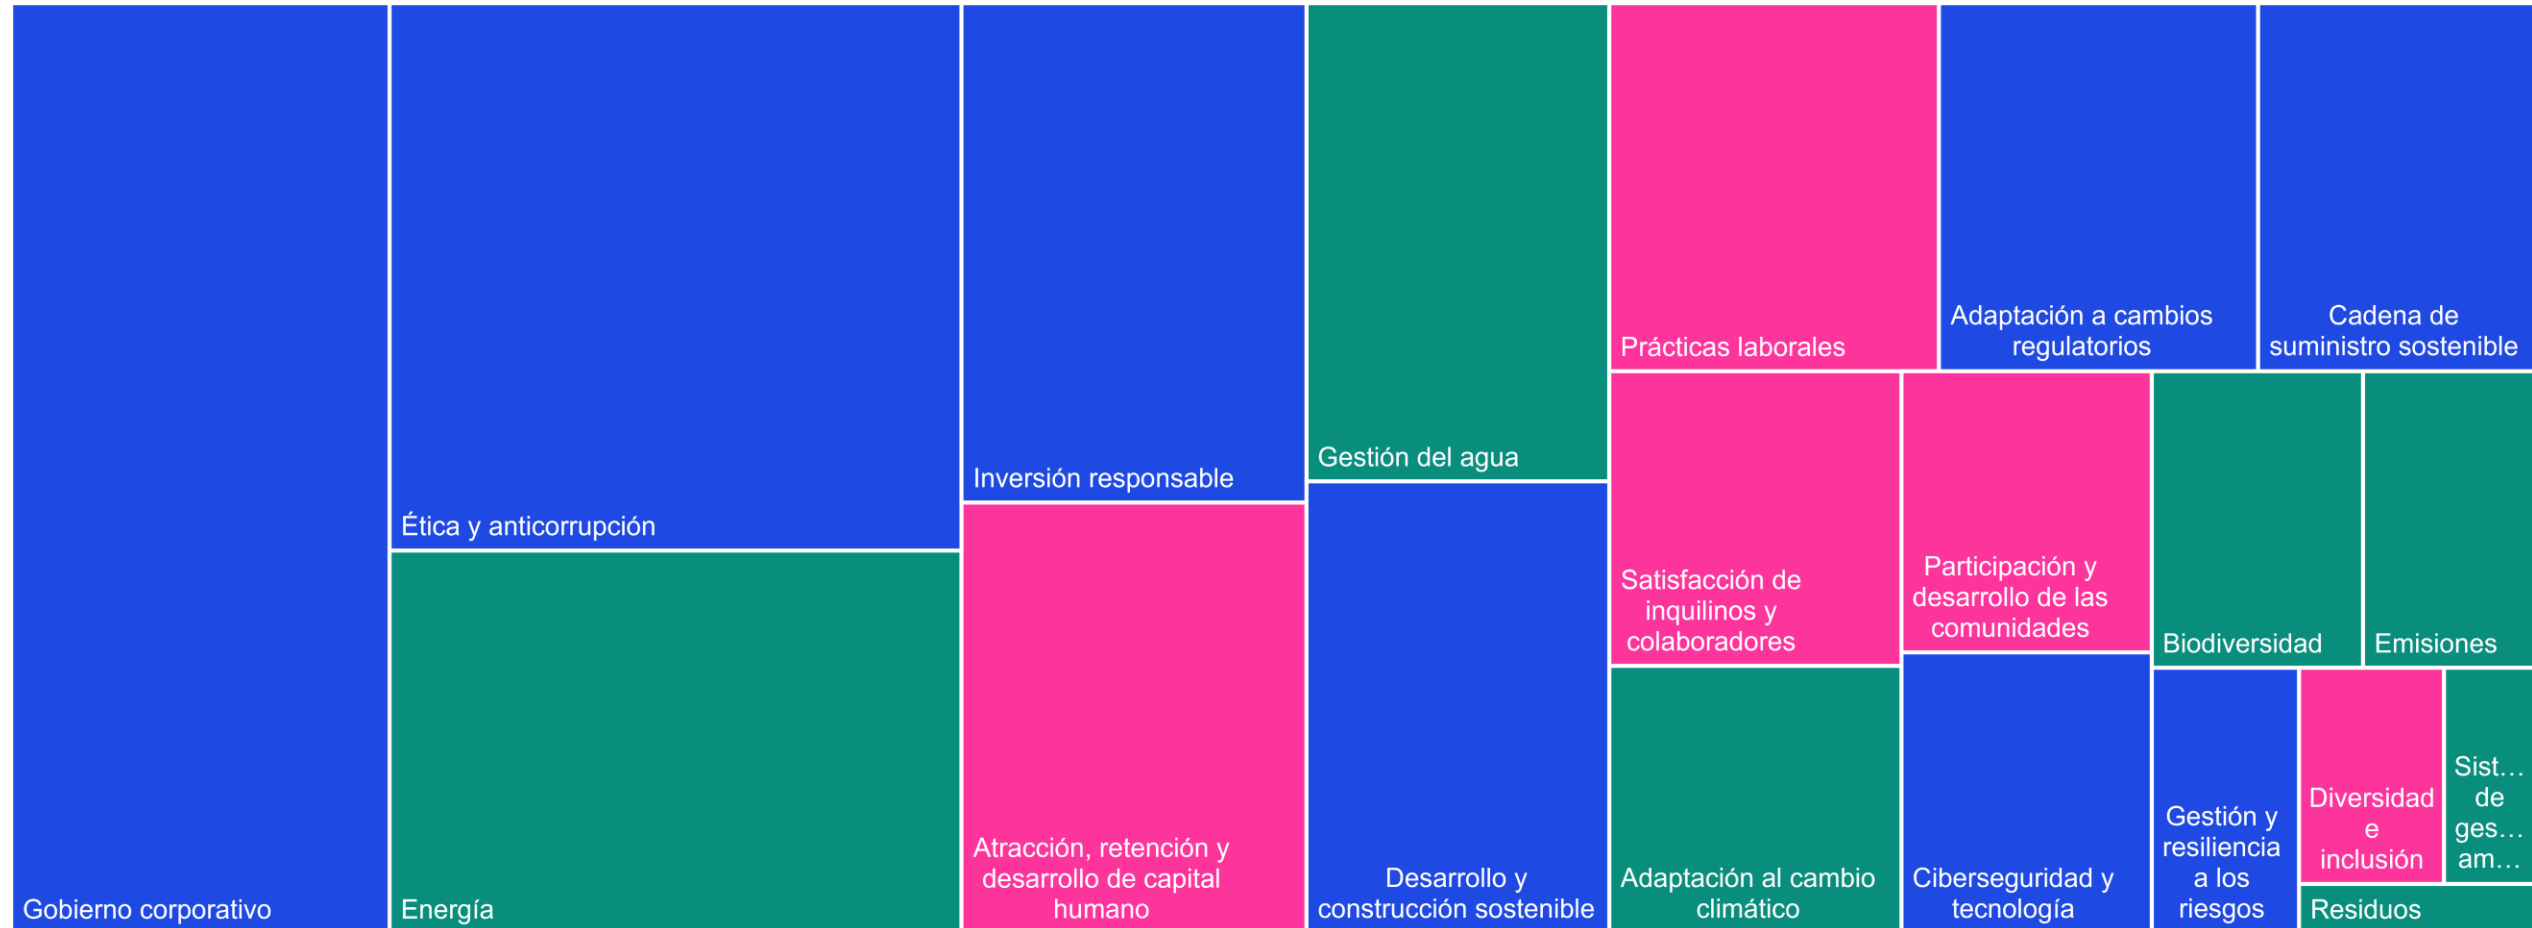 Gobierno corporativo
Ética y anticorrupción
Energía
Inversión responsable
Atracción, retención y
desarrollo de capital
humano
Gestión del agua
Desarrollo y
construcción sostenible
Prácticas laborales
Adaptación a cambios
regulatorios
Cadena de
suministro sostenible
Satisfacción de
inquilinos y
colaboradores
Participación y
desarrollo de las
comunidades
Biodiversidad
Emisiones
Adaptación al cambio
climático
Ciberseguridad y
tecnología
Gestión y
resiliencia
a los
riesgos
Diversidad
e
inclusión
Sist…
de
ges…
am…
Residuos